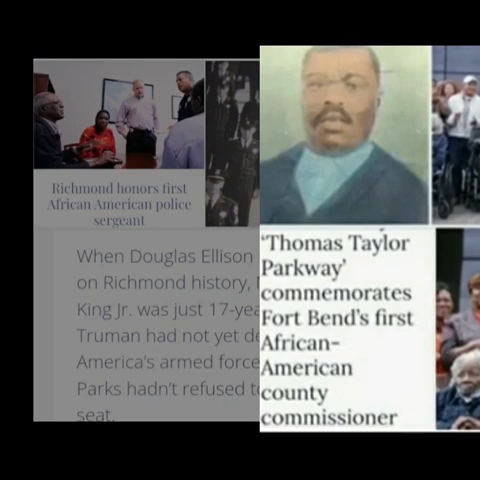 Richmond honors first
African American police
sergeant
When Douglas Ellison
on Richmond history,
King Jr. was just 17-yea
Truman had not yet de
America's armed force
Parks hadn't refused to
seat.
'Thomas Taylor
Parkway'
commemorates
Fort Bend's first
African-
American
county
commissioner